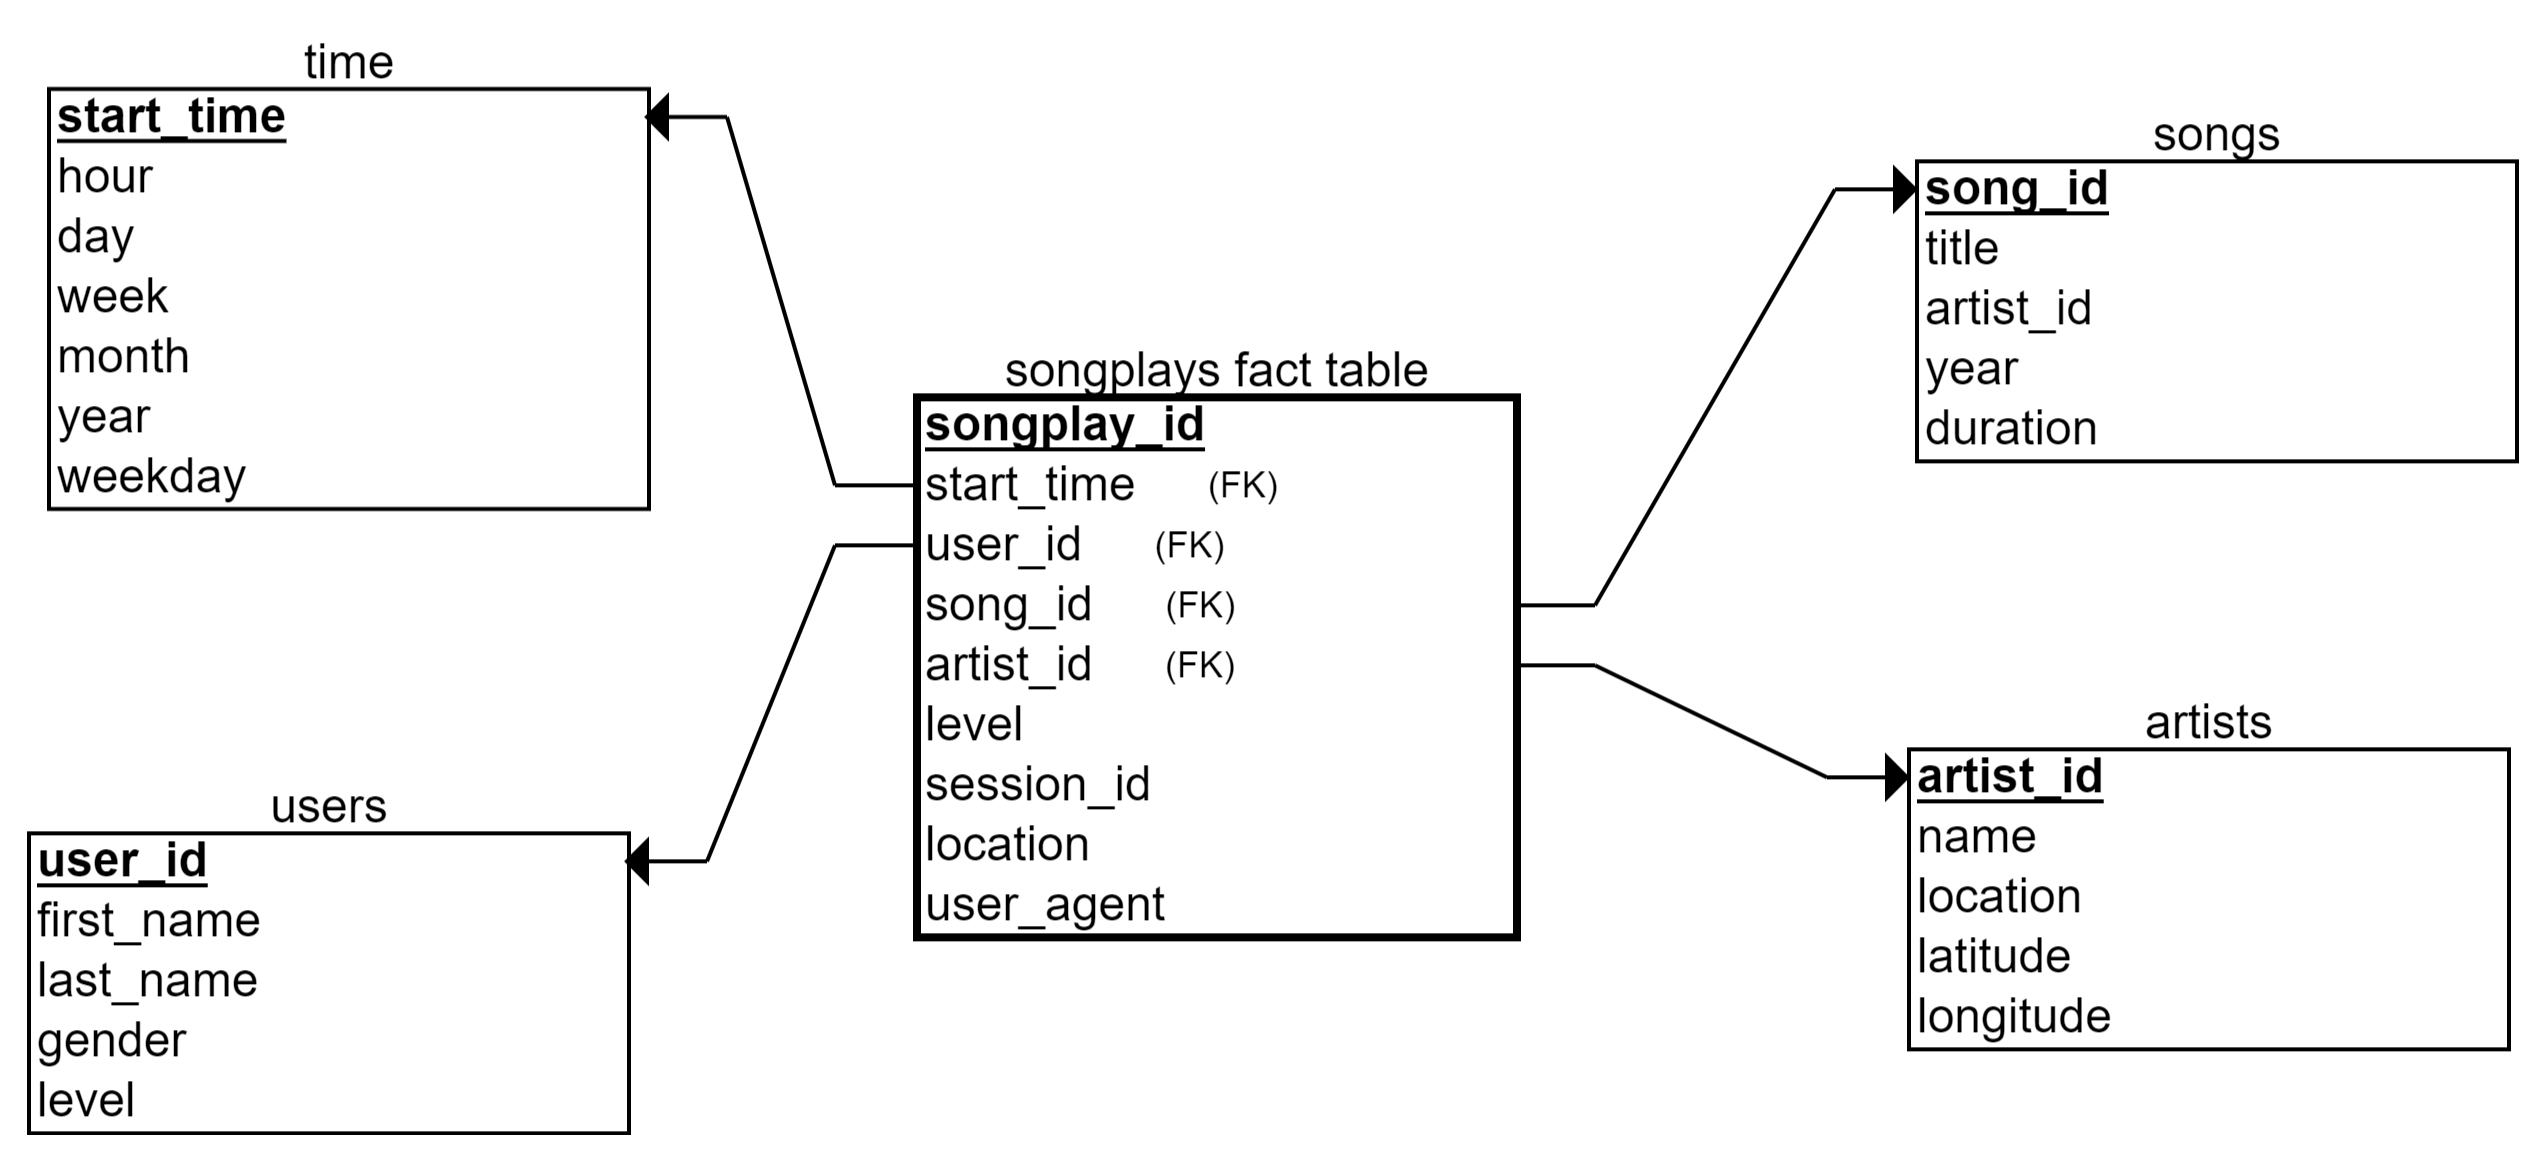 time
start_time
hour
day
week
month
year
weekday
users
user_id
first_name
last_name
gender
level
songplays fact table
songplay_id
start_time (FK)
user_id (FK)
song_id (FK)
artist_id (FK)
level
session_id
location
user_agent
songs
song_id
title
artist_id
year
duration
artists
artist_id
name
location
latitude
longitude